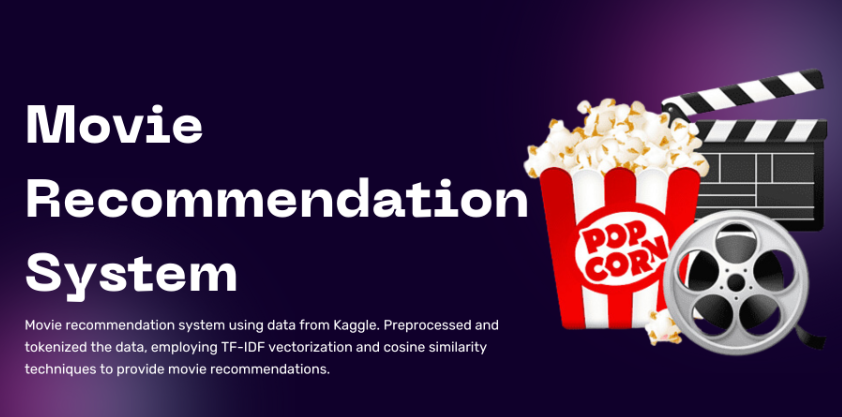 Movie
Recommendation
System
Movie recommendation system using data from Kaggle. Preprocessed and
tokenized the data, employing TF-IDF vectorization and cosine similarity
techniques to provide movie recommendations.
POP
CORN